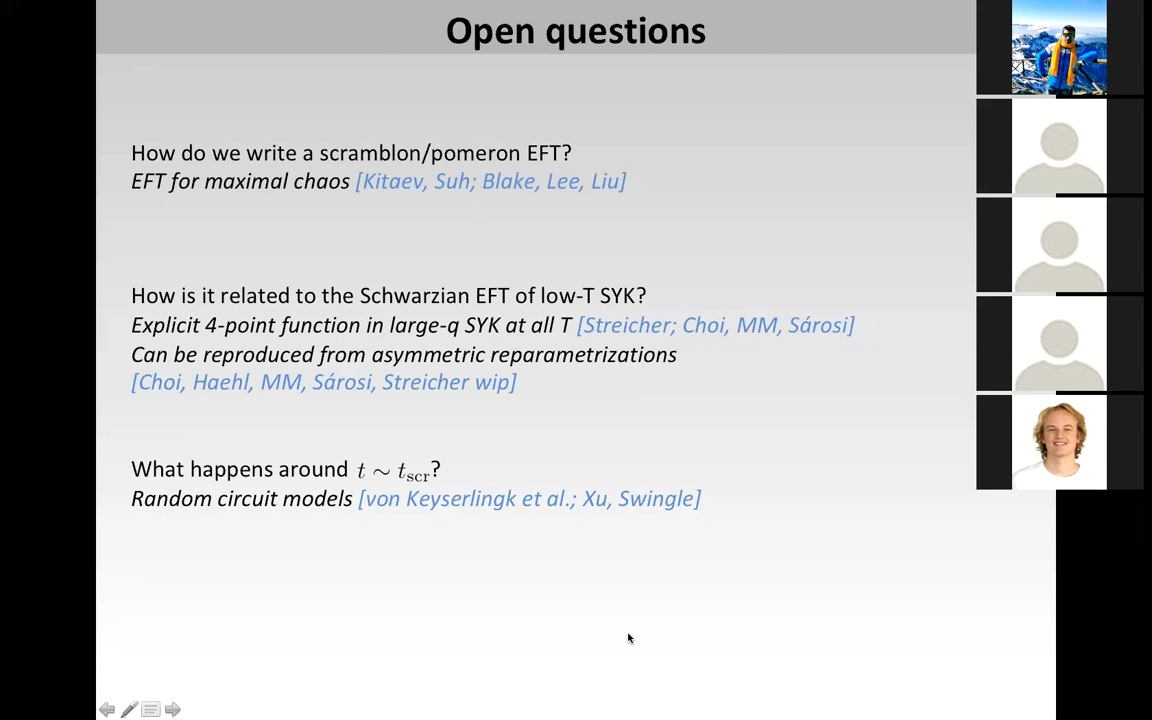 Open questions
How do we write a scramblon/pomeron EFT?
EFT for maximal chaos [Kitaev, Suh; Blake, Lee, Liu]
How is it related to the Schwarzian EFT of low-T SYK?
Explicit 4-point function in large-q SYK at all T [Streicher; Choi, MM, Sárosi]
Can be reproduced from asymmetric reparametrizations
[Choi, Haehl, MM, Sárosi, Streicher wip]
What happens around t ∼ t_scr?
Random circuit models [von Keyserlingk et al.; Xu, Swingle]